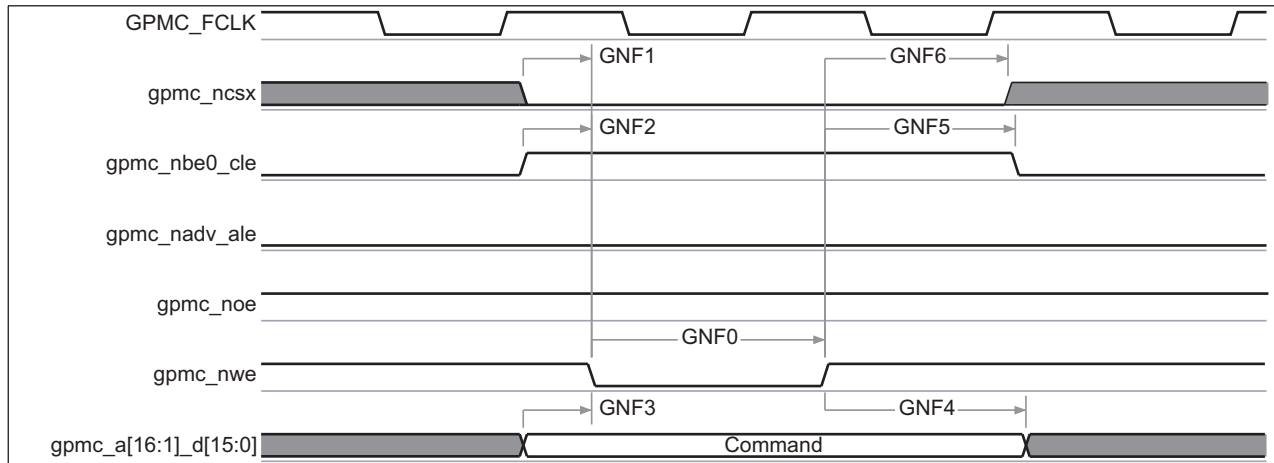 GPMC_FCLK
GNF1
GNF6
gpmc_ncsx
GNF2
GNF5
gpmc_nbe0_cle
gpmc_nadv_ale
gpmc_noe
GNF0
gpmc_nwe
GNF3
GNF4
gpmc_a[16:1]_d[15:0]
Command